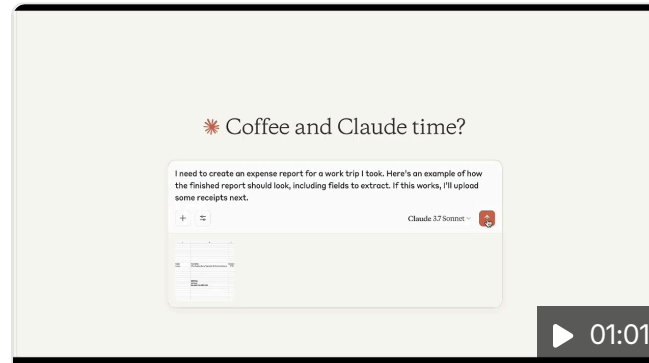 Coffee and Claude time?
I need to create an expense report for a work trip I took. Here's an example of how
the finished report should look, including fields to extract. If this works, I'll upload
some receipts next.
Claude 3.7 Sonnet
01:01